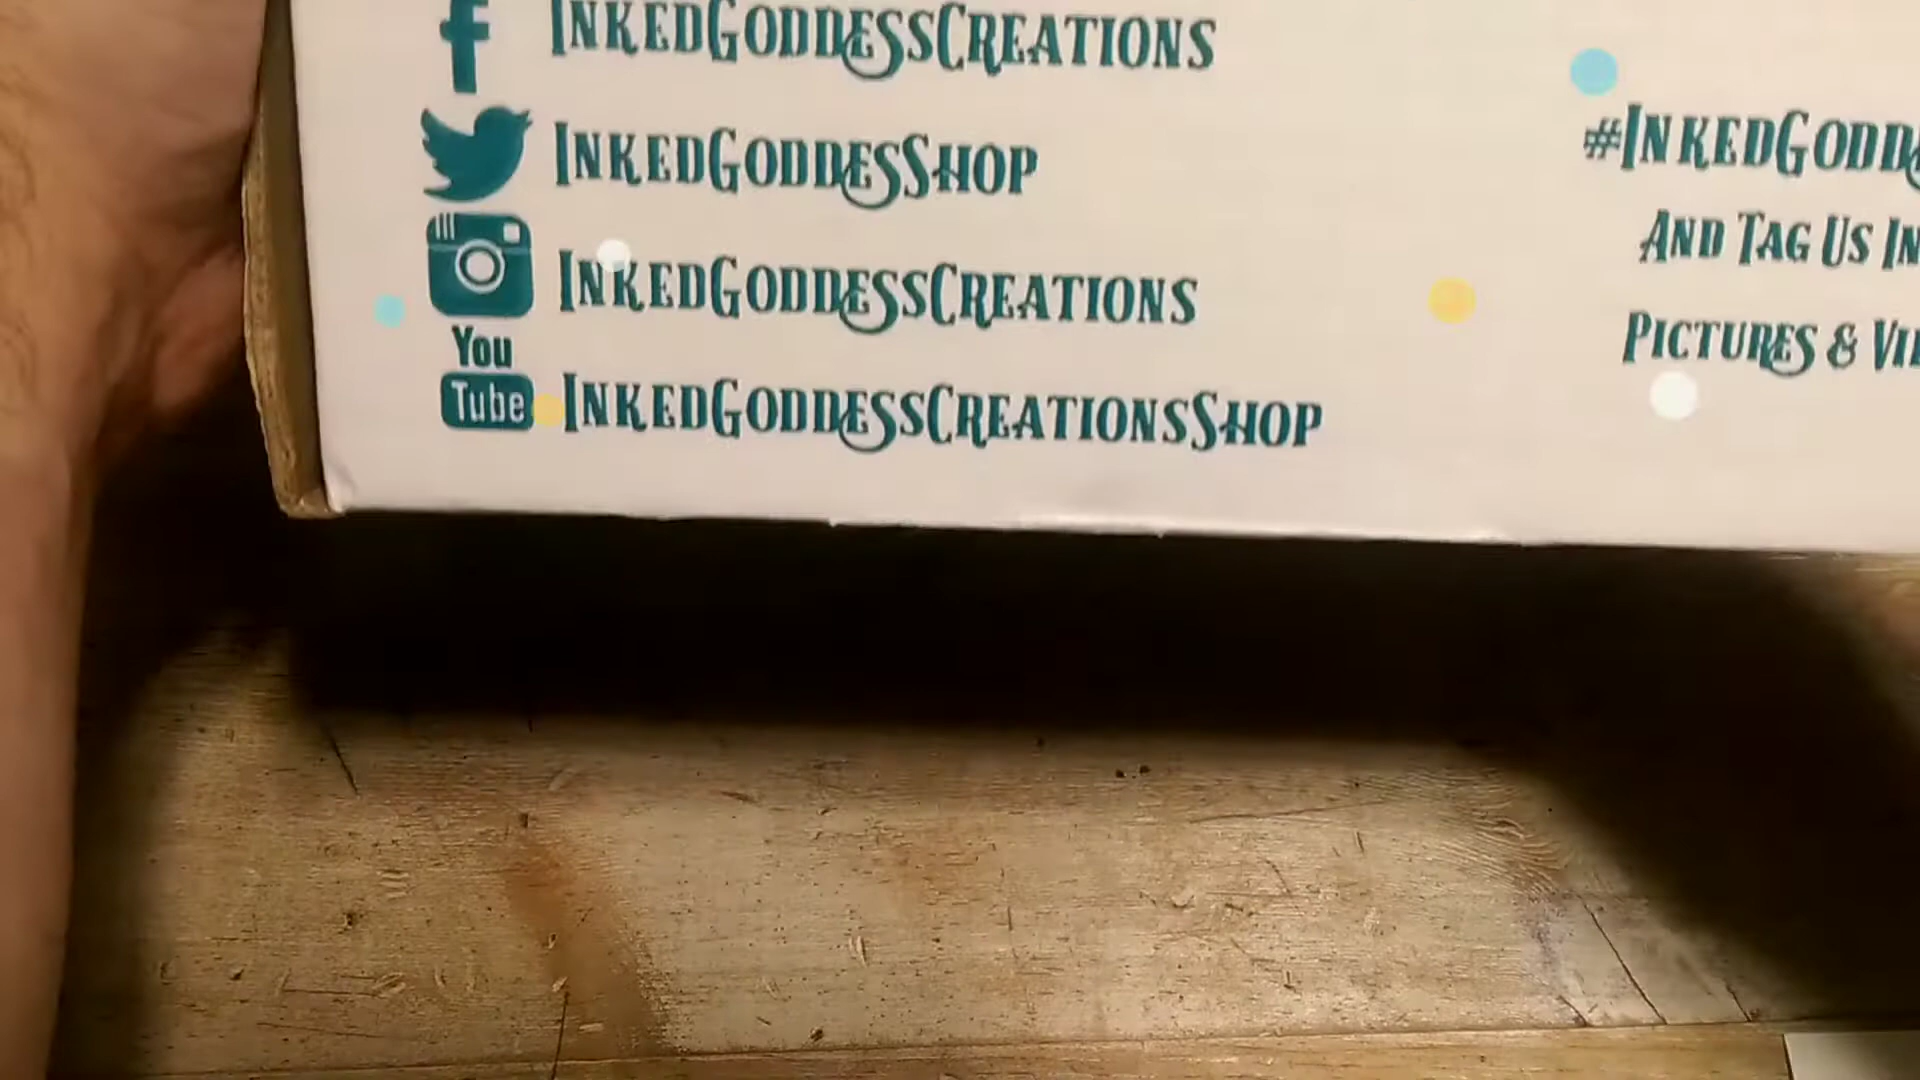 INKEDGODDESSCREATIONS
INKEDGODDESSHOP
INKEDGODDESSCREATIONS
You
Tube
INKEDGODDESSCREATIONSSHOP
AND TAG US IN
PICTURES &